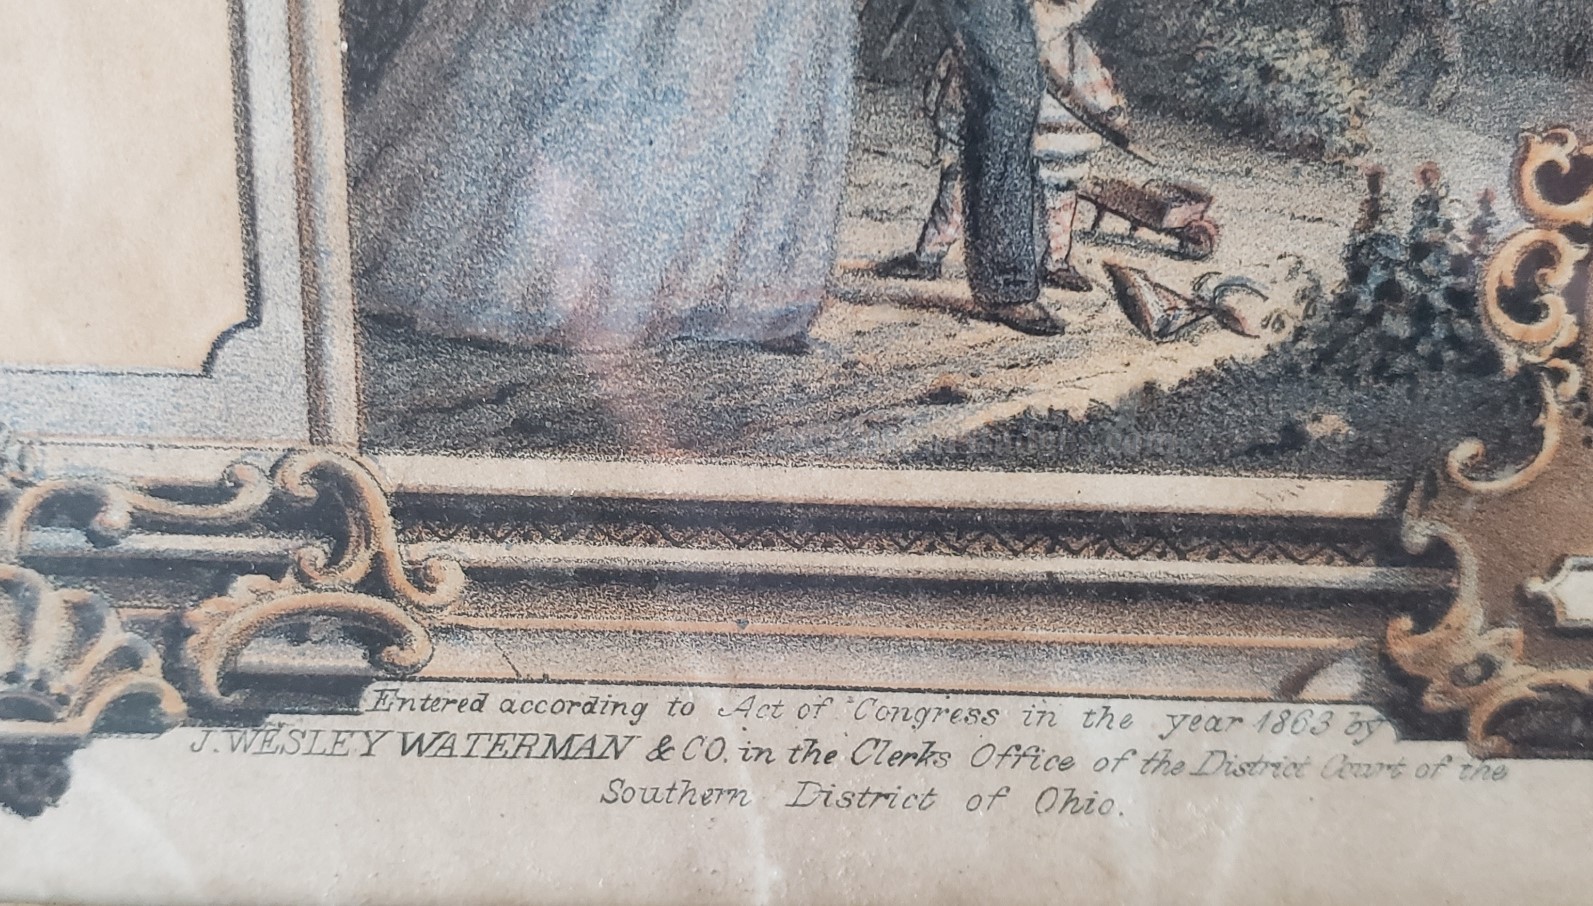 Entered according to Act of Congress in the year 1863 by
J. WESLEY WATERMAN & CO. in the Clerks Office of the District Court of the
Southern District of Ohio.